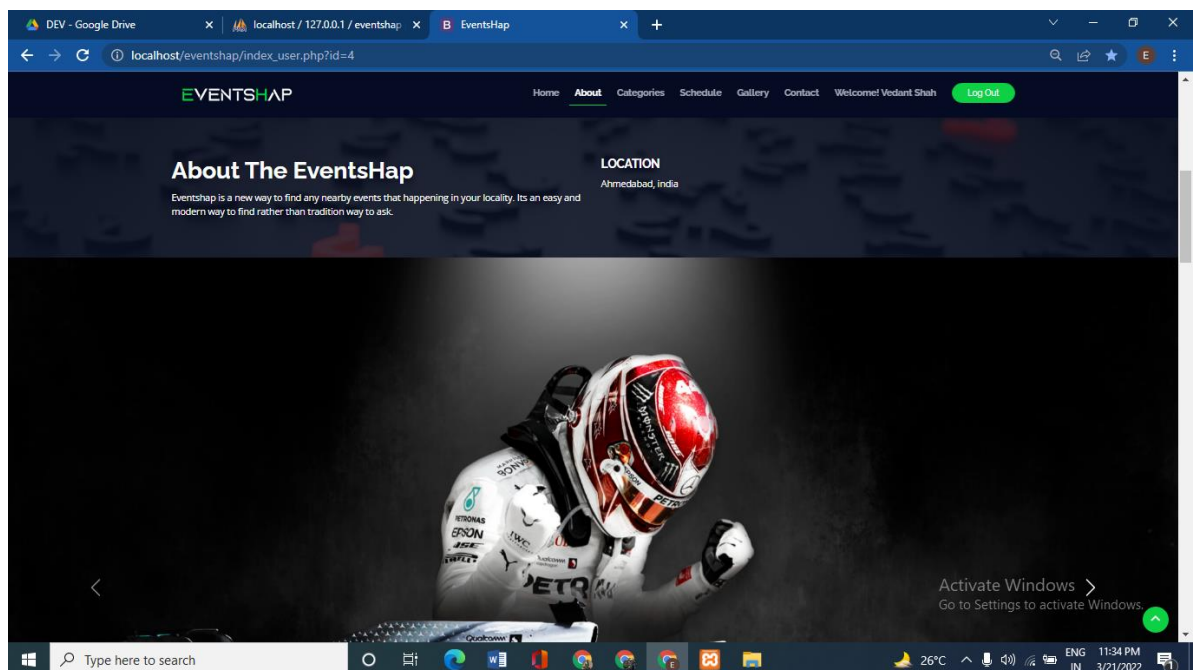 DEV - Google Drive
localhost / 127.0.0.1 / eventshap
B EventsHap
localhost/eventshap/index_user.php?id=4
E
EVENTSHAP
Home About Categories Schedule Gallery Contact Welcome! Vedant Shah Log Out
About The EventsHap
Eventshap is a new way to find any nearby events that happening in your locality. Its an easy and
modern way to find rather than tradition way to ask.
LOCATION
Ahmedabad, india
MONSTER
PETRONAS
EPSON
IWC
Qualcomm
PETRO
Qualcomm
Activate Windows
Go to Settings to activate Windows.
Type here to search
26°C
ENG
IN
11:34 PM
3/21/2022